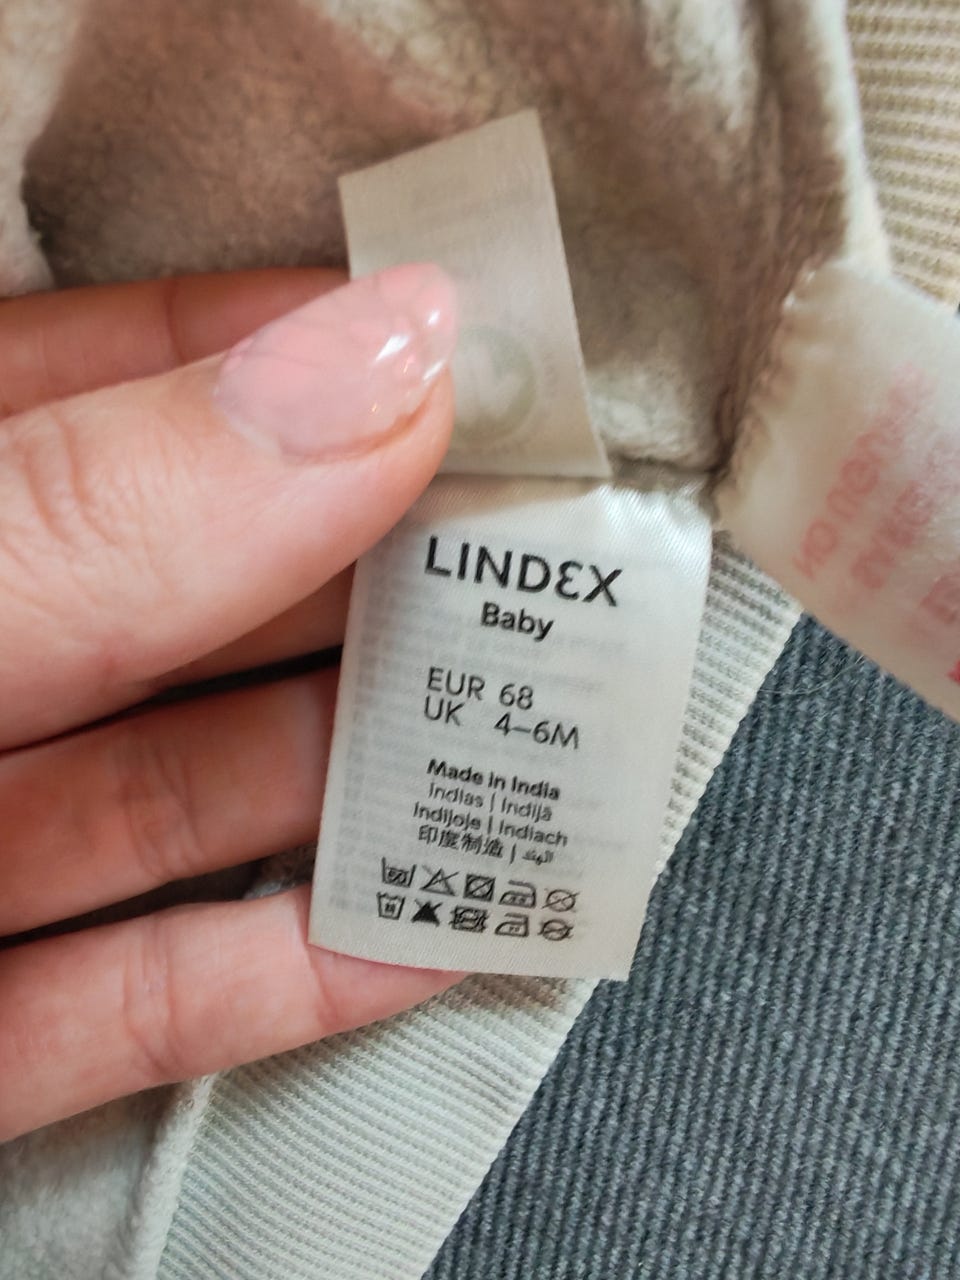 LINDEX
Baby
EUR 68
UK 4–6M
Made in India
Indias | Indijā
Indijoje | Indiach
印度制造 | الهند